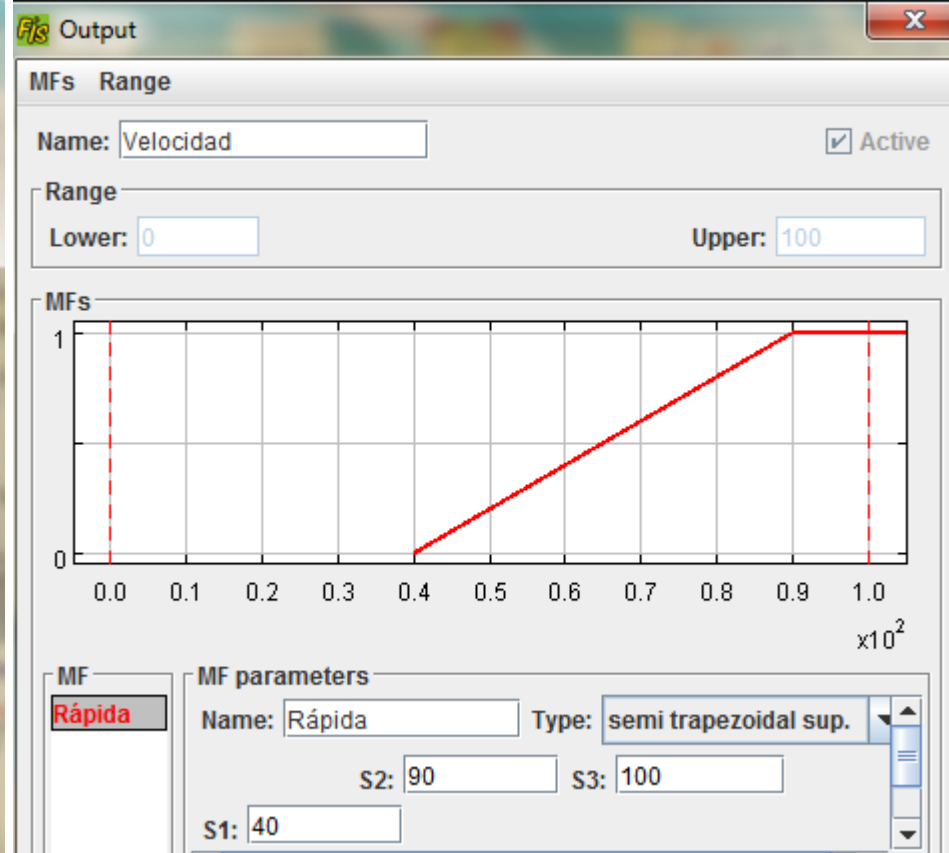 Fis Output
MFs Range
Name: Velocidad Active
Range
Lower: 0 Upper: 100
MFs
1
0
0.0 0.1 0.2 0.3 0.4 0.5 0.6 0.7 0.8 0.9 1.0
x10²
MF
Rápida
MF parameters
Name: Rápida Type: semi trapezoidal sup.
S2: 90 S3: 100
S1: 40